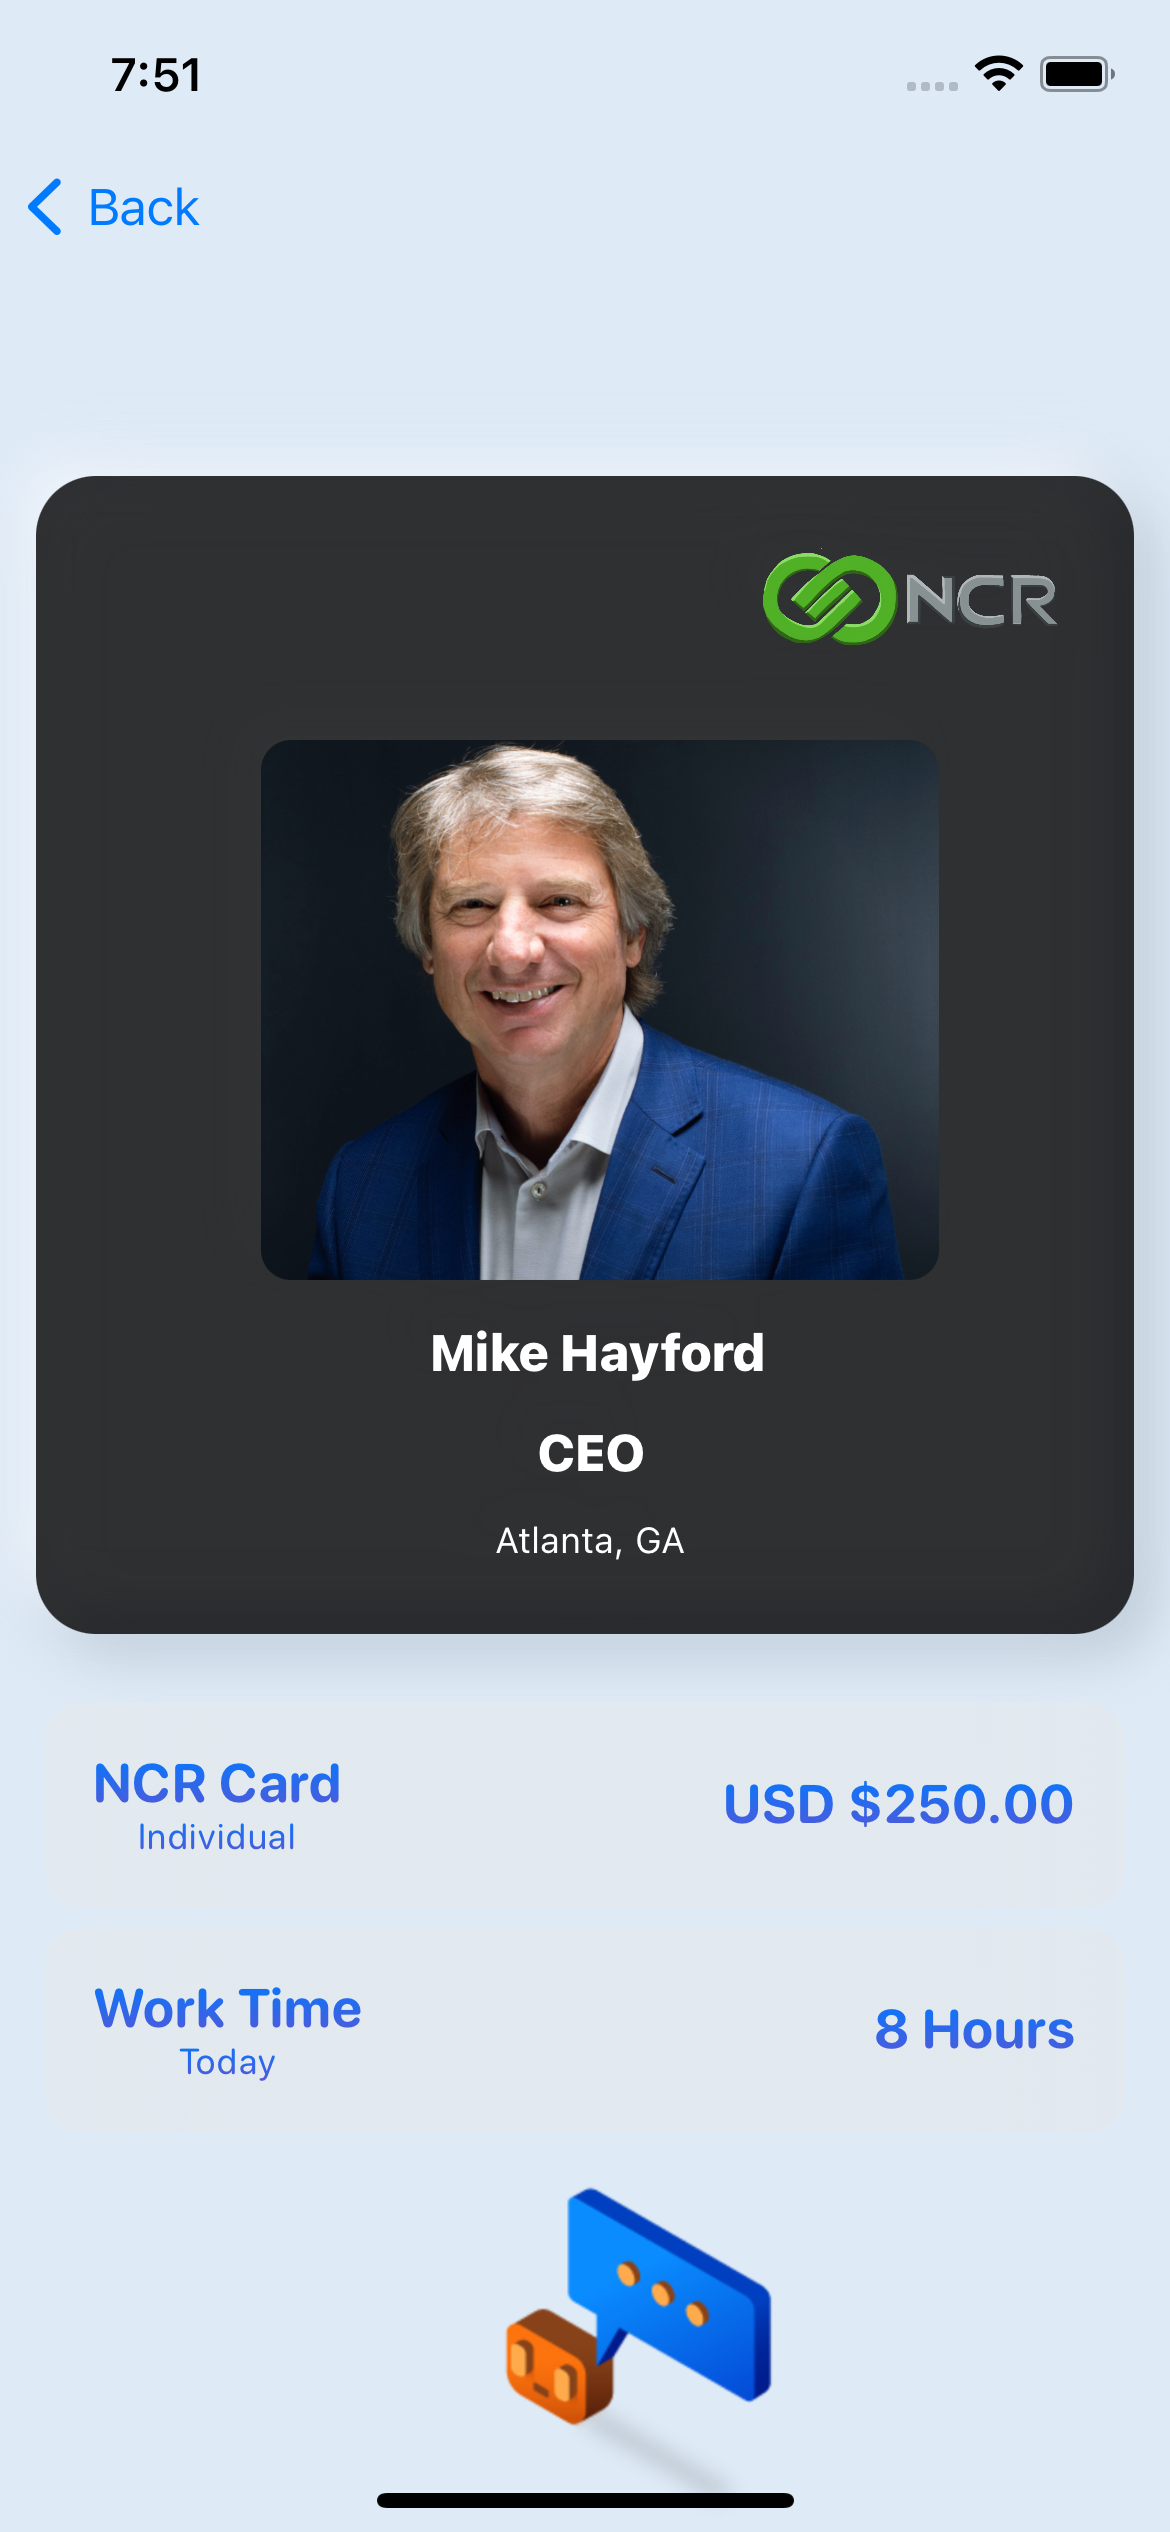 7:51
Back
NCR
Mike Hayford
CEO
Atlanta, GA
NCR Card
Individual
USD $250.00
Work Time
Today
8 Hours